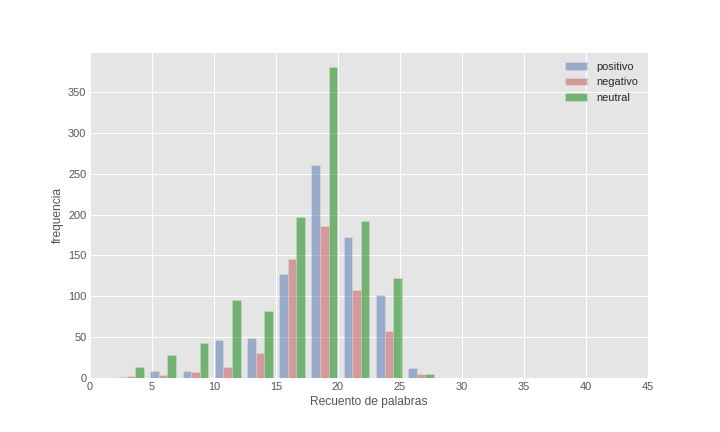 positivo
negativo
neutral
350
300
250
200
150
100
50
0
frequencia
0 5 10 15 20 25 30 35 40 45
Recuento de palabras